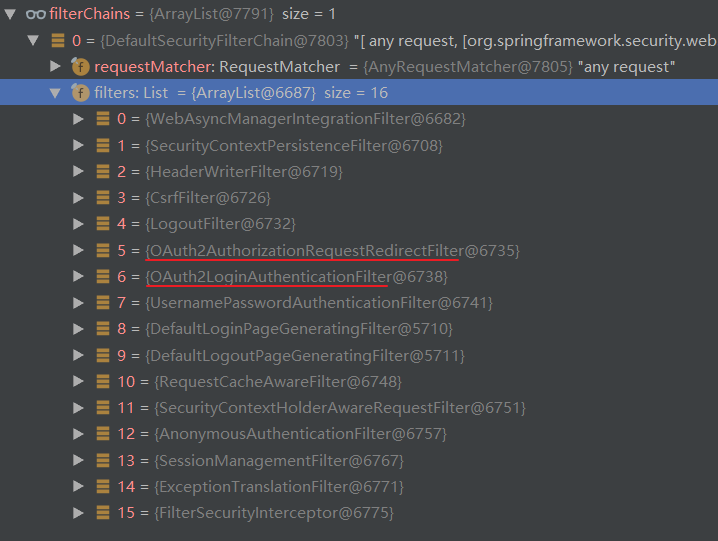 filterChains = {ArrayList@7791} size = 1
0 = {DefaultSecurityFilterChain@7803} "[ any request, [org.springframework.security.web
f requestMatcher: RequestMatcher = {AnyRequestMatcher@7805} "any request"
f filters: List = {ArrayList@6687} size = 16
0 = {WebAsyncManagerIntegrationFilter@6682}
1 = {SecurityContextPersistenceFilter@6708}
2 = {HeaderWriterFilter@6719}
3 = {CsrfFilter@6726}
4 = {LogoutFilter@6732}
5 = {OAuth2AuthorizationRequestRedirectFilter@6735}
6 = {OAuth2LoginAuthenticationFilter@6738}
7 = {UsernamePasswordAuthenticationFilter@6741}
8 = {DefaultLoginPageGeneratingFilter@5710}
9 = {DefaultLogoutPageGeneratingFilter@5711}
10 = {RequestCacheAwareFilter@6748}
11 = {SecurityContextHolderAwareRequestFilter@6751}
12 = {AnonymousAuthenticationFilter@6757}
13 = {SessionManagementFilter@6767}
14 = {ExceptionTranslationFilter@6771}
15 = {FilterSecurityInterceptor@6775}